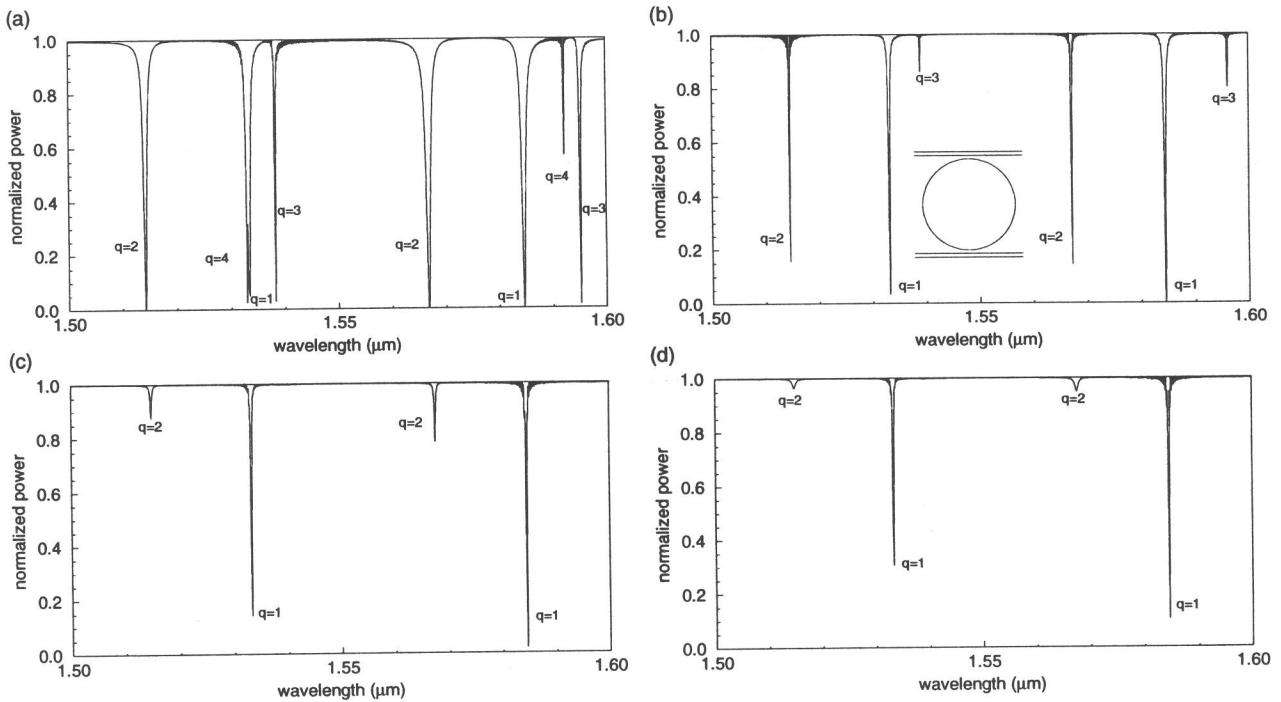 (a)
1.0
0.8
0.6
0.4
0.2
0.0
normalized power
q=2
q=4
q=1
q=3
q=2
q=1
q=4
q=3
1.50
1.55
1.60
wavelength (μm)
(b)
1.0
0.8
0.6
0.4
0.2
0.0
normalized power
q=2
q=1
q=3
q=2
q=1
q=3
1.50
1.55
1.60
wavelength (μm)
(c)
1.0
0.8
0.6
0.4
0.2
0.0
normalized power
q=2
q=1
q=2
q=1
1.50
1.55
1.60
wavelength (μm)
(d)
1.0
0.8
0.6
0.4
0.2
0.0
normalized power
q=2
q=1
q=2
q=1
1.50
1.55
1.60
wavelength (μm)